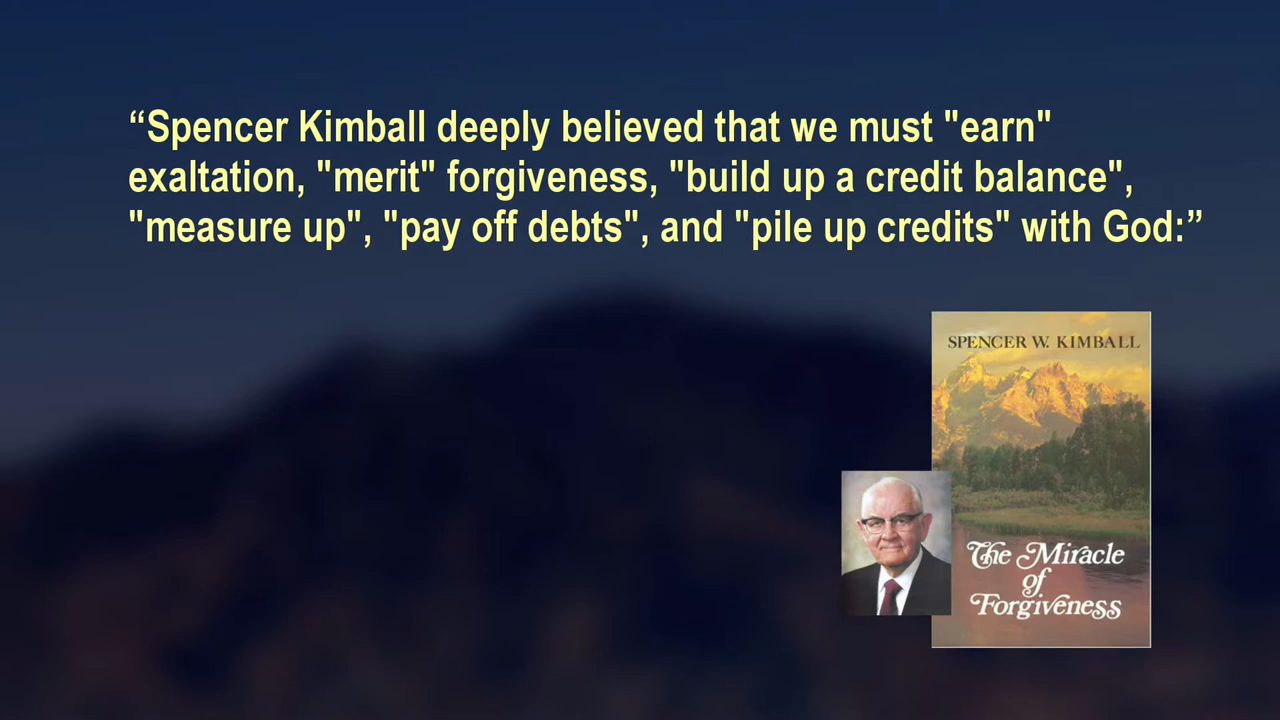 “Spencer Kimball deeply believed that we must "earn"
exaltation, "merit" forgiveness, "build up a credit balance",
"measure up", "pay off debts", and "pile up credits" with God:”
SPENCER W. KIMBALL
The Miracle
of
Forgiveness